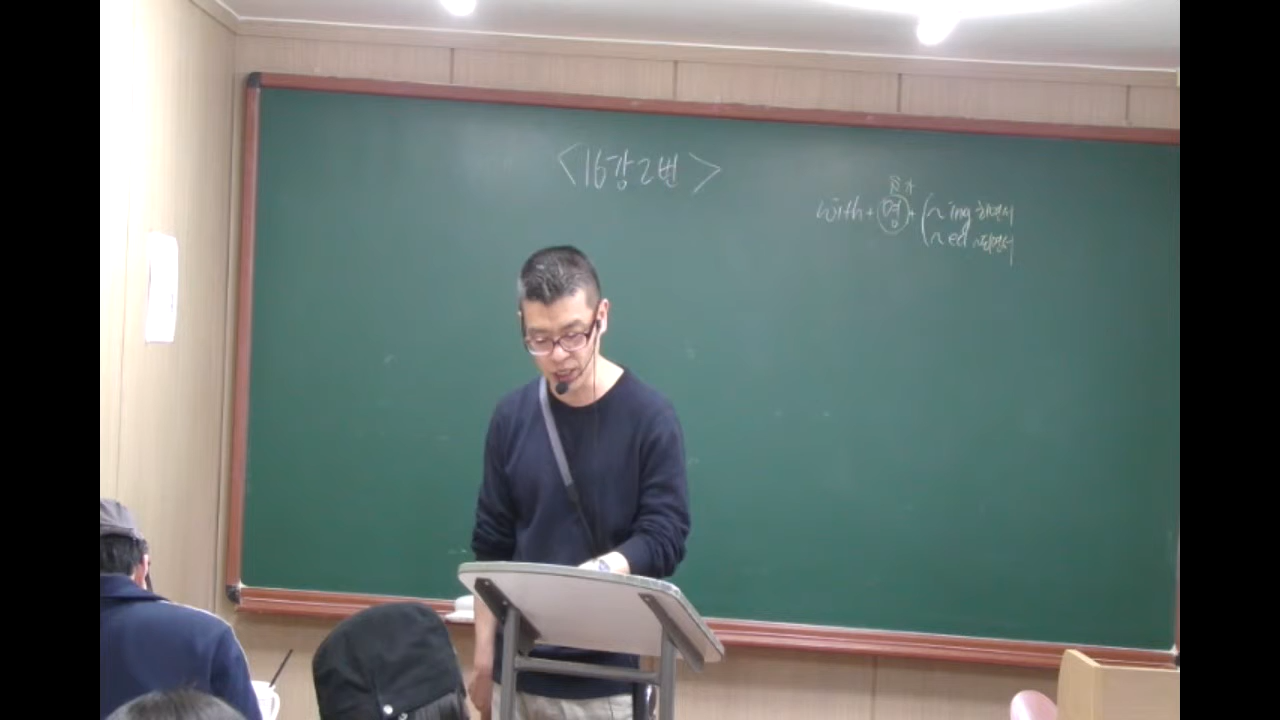 <16강 2번>
with + 명 + ~ing 하면서
~ed ~되면서